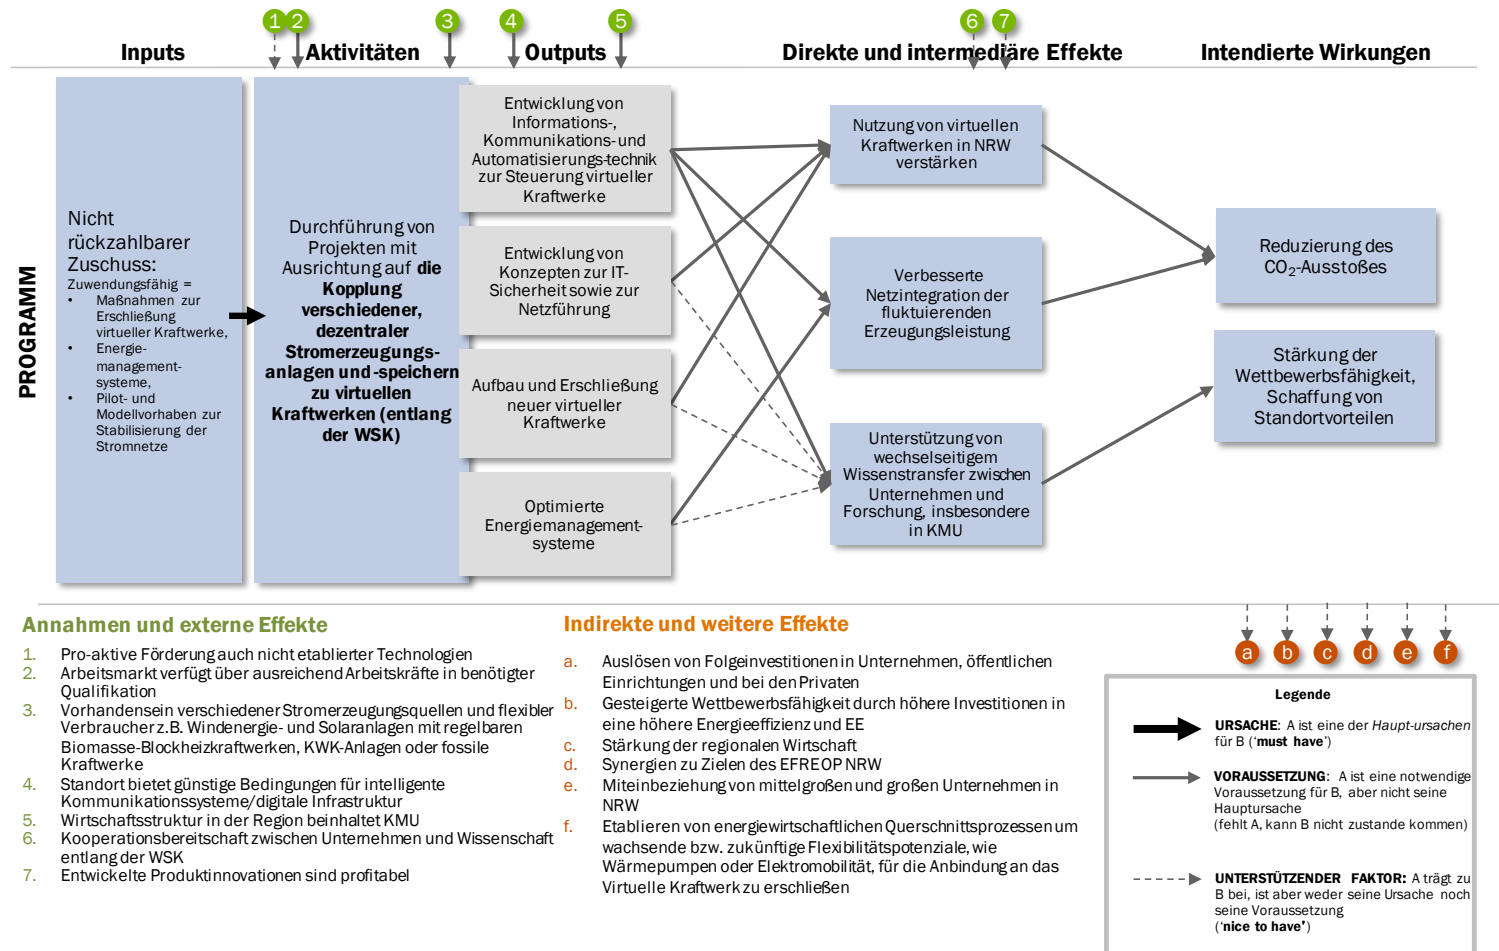 1 2 3 4 5 6 7
Inputs
Aktivitäten
Outputs
Direkte und intermediäre Effekte
Intendierte Wirkungen
PROGRAMM
Nicht
rückzahlbarer
Zuschuss:
Zuwendungsfähig =
• Maßnahmen zur
Erschließung
virtueller Kraftwerke,
• Energie-
management-
systeme,
• Pilot- und
Modellvorhaben zur
Stabilisierung der
Stromnetze
Durchführung von
Projekten mit
Ausrichtung auf die
Kopplung
verschiedener,
dezentraler
Stromerzeugungs-
anlagen und -speichern
zu virtuellen
Kraftwerken (entlang
der WSK)
Entwicklung von
Informations-,
Kommunikations- und
Automatisierungs-technik
zur Steuerung virtueller
Kraftwerke
Entwicklung von
Konzepten zur IT-
Sicherheit sowie zur
Netzführung
Aufbau und Erschließung
neuer virtueller
Kraftwerke
Optimierte
Energiemanagement-
systeme
Nutzung von virtuellen
Kraftwerken in NRW
verstärken
Verbesserte
Netzintegration der
fluktuierenden
Erzeugungsleistung
Unterstützung von
wechselseitigem
Wissenstransfer zwischen
Unternehmen und
Forschung, insbesondere
in KMU
Reduzierung des
CO2-Ausstoßes
Stärkung der
Wettbewerbsfähigkeit,
Schaffung von
Standortvorteilen
Annahmen und externe Effekte
1. Pro-aktive Förderung auch nicht etablierter Technologien
2. Arbeitsmarkt verfügt über ausreichend Arbeitskräfte in benötigter
Qualifikation
3. Vorhandensein verschiedener Stromerzeugungsquellen und flexibler
Verbraucher z.B. Windenergie- und Solaranlagen mit regelbaren
Biomasse-Blockheizkraftwerken, KWK-Anlagen oder fossile
Kraftwerke
4. Standort bietet günstige Bedingungen für intelligente
Kommunikationssysteme/digitale Infrastruktur
5. Wirtschaftsstruktur in der Region beinhaltet KMU
6. Kooperationsbereitschaft zwischen Unternehmen und Wissenschaft
entlang der WSK
7. Entwickelte Produktinnovationen sind profitabel
Indirekte und weitere Effekte
a. Auslösen von Folgeinvestitionen in Unternehmen, öffentlichen
Einrichtungen und bei den Privaten
b. Gesteigerte Wettbewerbsfähigkeit durch höhere Investitionen in
eine höhere Energieeffizienz und EE
c. Stärkung der regionalen Wirtschaft
d. Synergien zu Zielen des EFRE OP NRW
e. Miteinbeziehung von mittelgroßen und großen Unternehmen in
NRW
f. Etablieren von energiewirtschaftlichen Querschnittsprozessen um
wachsende bzw. zukünftige Flexibilitätspotenziale, wie
Wärmepumpen oder Elektromobilität, für die Anbindung an das
Virtuelle Kraftwerk zu erschließen
a b c d e f
Legende
URSACHE: A ist eine der Haupt-ursachen
für B (‘must have’)
VORAUSSETZUNG: A ist eine notwendige
Voraussetzung für B, aber nicht seine
Hauptursache
(fehlt A, kann B nicht zustande kommen)
UNTERSTÜTZENDER FAKTOR: A trägt zu
B bei, ist aber weder seine Ursache noch
seine Voraussetzung
(‘nice to have’)